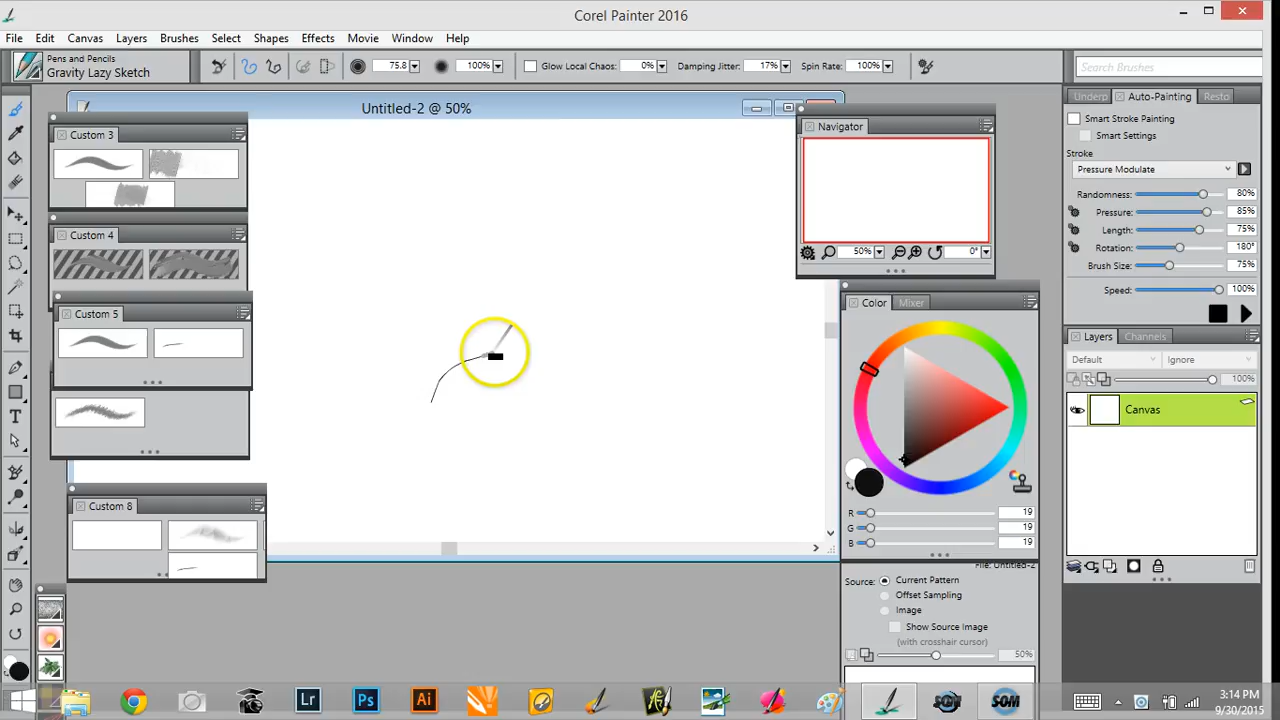 Corel Painter 2016
File Edit Canvas Layers Brushes Select Shapes Effects Movie Window Help
Pens and Pencils
Gravity Lazy Sketch
75.8 100% Glow Local Chaos: 0% Damping Jitter: 17% Spin Rate: 100%
Search Brushes
Untitled-2 @ 50%
Custom 3
Custom 4
Custom 5
Custom 8
Navigator
50% 0°
Color Mixer
R 19
G 19
B 19
File: Untitled-2
Source: Current Pattern
Offset Sampling
Image
Show Source Image
(with crosshair cursor)
50%
Underp Auto-Painting Resto
Smart Stroke Painting
Smart Settings
Stroke
Pressure Modulate
Randomness: 80%
Pressure: 85%
Length: 75%
Rotation: 180°
Brush Size: 75%
Speed: 100%
Layers Channels
Default Ignore
100%
Canvas
Lr Ps Ai SOM
3:14 PM
9/30/2015